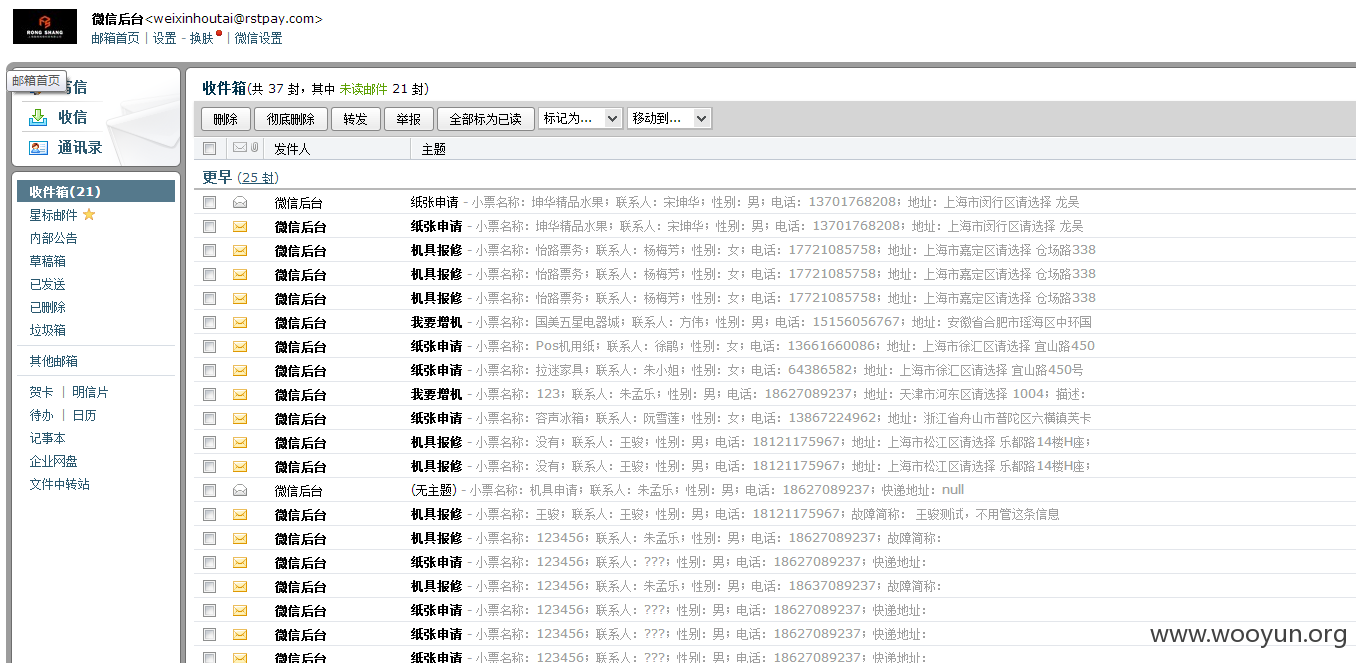 RONG SHANG
微信后台<weixinhoutai@rstpay.com>
邮箱首页 | 设置 - 换肤 | 微信设置
邮箱首页
信
收信
通讯录
收件箱(21)
星标邮件
内部公告
草稿箱
已发送
已删除
垃圾箱
其他邮箱
贺卡 | 明信片
待办 | 日历
记事本
企业网盘
文件中转站
收件箱(共 37 封，其中 未读邮件 21 封)
删除 彻底删除 转发 举报 全部标为已读 标记为... 移动到...
发件人 主题
更早 (25 封)
微信后台 纸张申请 - 小票名称：坤华精品水果；联系人：宋坤华；性别：男；电话：13701768208；地址：上海市闵行区请选择 龙吴
微信后台 纸张申请 - 小票名称：坤华精品水果；联系人：宋坤华；性别：男；电话：13701768208；地址：上海市闵行区请选择 龙吴
微信后台 机具报修 - 小票名称：怡路票务；联系人：杨梅芳；性别：女；电话：17721085758；地址：上海市嘉定区请选择 仓场路338
微信后台 机具报修 - 小票名称：怡路票务；联系人：杨梅芳；性别：女；电话：17721085758；地址：上海市嘉定区请选择 仓场路338
微信后台 机具报修 - 小票名称：怡路票务；联系人：杨梅芳；性别：女；电话：17721085758；地址：上海市嘉定区请选择 仓场路338
微信后台 我要增机 - 小票名称：国美五星电器城；联系人：方伟；性别：男；电话：15156056767；地址：安徽省合肥市瑶海区中环国
微信后台 纸张申请 - 小票名称：Pos机用纸；联系人：徐鹃；性别：女；电话：13661660086；地址：上海市徐汇区请选择 宜山路450
微信后台 纸张申请 - 小票名称：拉迷家具；联系人：朱小姐；性别：女；电话：64386582；地址：上海市徐汇区请选择 宜山路450号
微信后台 我要增机 - 小票名称：123；联系人：朱孟乐；性别：男；电话：18627089237；地址：天津市河东区请选择 1004；描述：
微信后台 纸张申请 - 小票名称：容声冰箱；联系人：阮雪莲；性别：女；电话：13867224962；地址：浙江省舟山市普陀区六横镇芙卡
微信后台 机具报修 - 小票名称：没有；联系人：王骏；性别：男；电话：18121175967；地址：上海市松江区请选择 乐都路14楼H座；
微信后台 机具报修 - 小票名称：没有；联系人：王骏；性别：男；电话：18121175967；地址：上海市松江区请选择 乐都路14楼H座；
微信后台 (无主题) - 小票名称：机具申请；联系人：朱孟乐；性别：男；电话：18627089237；快递地址：null
微信后台 机具报修 - 小票名称：王骏；联系人：王骏；性别：男；电话：18121175967；故障简称： 王骏测试，不用管这条信息
微信后台 机具报修 - 小票名称：123456；联系人：朱孟乐；性别：男；电话：18627089237；故障简称：
微信后台 纸张申请 - 小票名称：123456；联系人：???；性别：男；电话：18627089237；快递地址：
微信后台 机具报修 - 小票名称：123456；联系人：朱孟乐；性别：男；电话：18637089237；故障简称：
微信后台 纸张申请 - 小票名称：123456；联系人：???；性别：男；电话：18627089237；快递地址：
微信后台 纸张申请 - 小票名称：123456；联系人：???；性别：男；电话：18627089237；快递地址：
微信后台 纸张申请 - 小票名称：123456；联系人：???；性别：男；电话：18627089237；快递地址：
www.wooyun.org